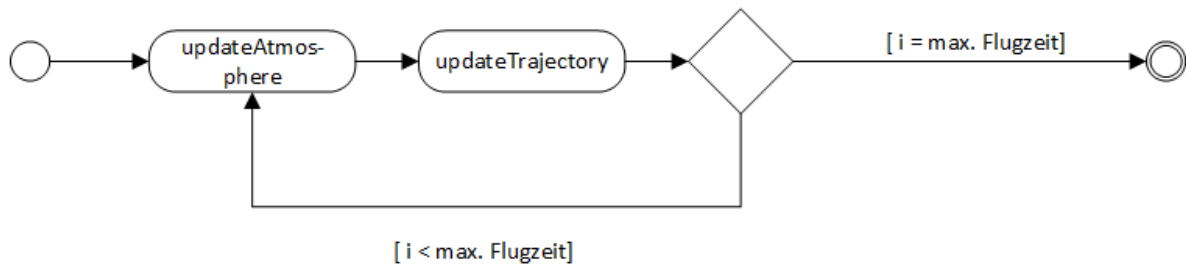 updateAtmos-
phere
updateTrajectory
[ i = max. Flugzeit]
[ i < max. Flugzeit]